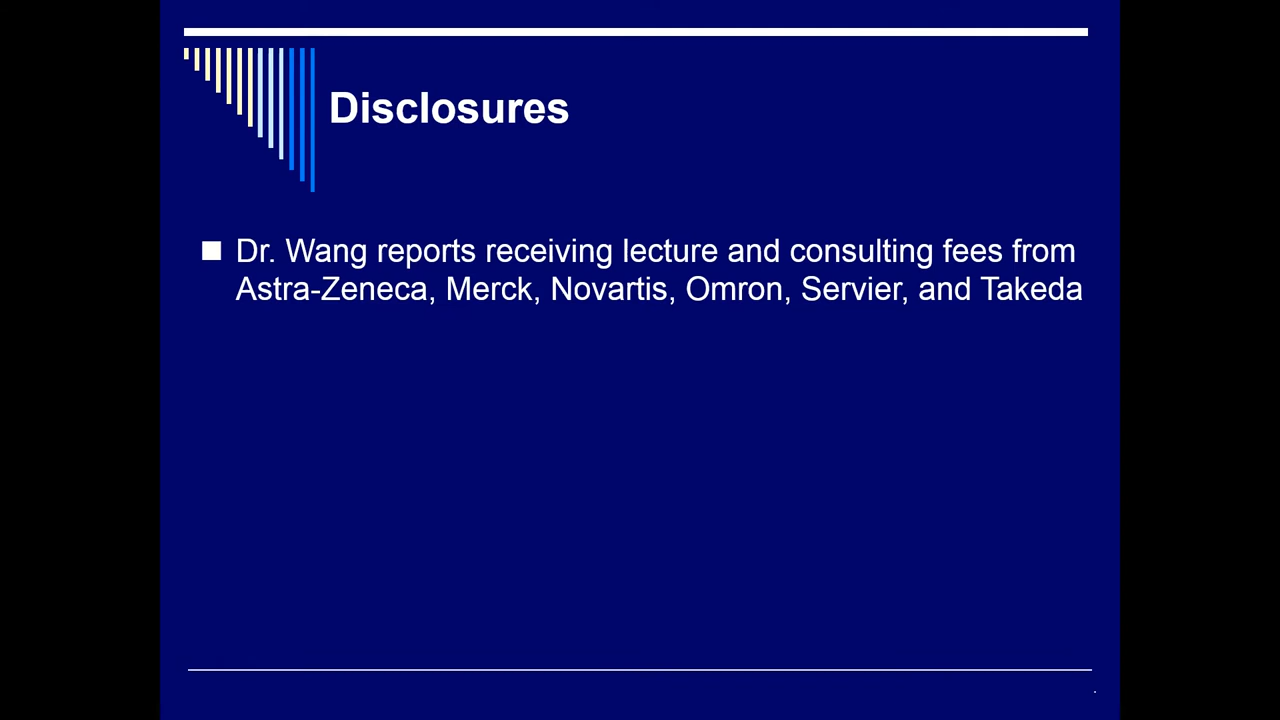 Disclosures
Dr. Wang reports receiving lecture and consulting fees from
Astra-Zeneca, Merck, Novartis, Omron, Servier, and Takeda
.